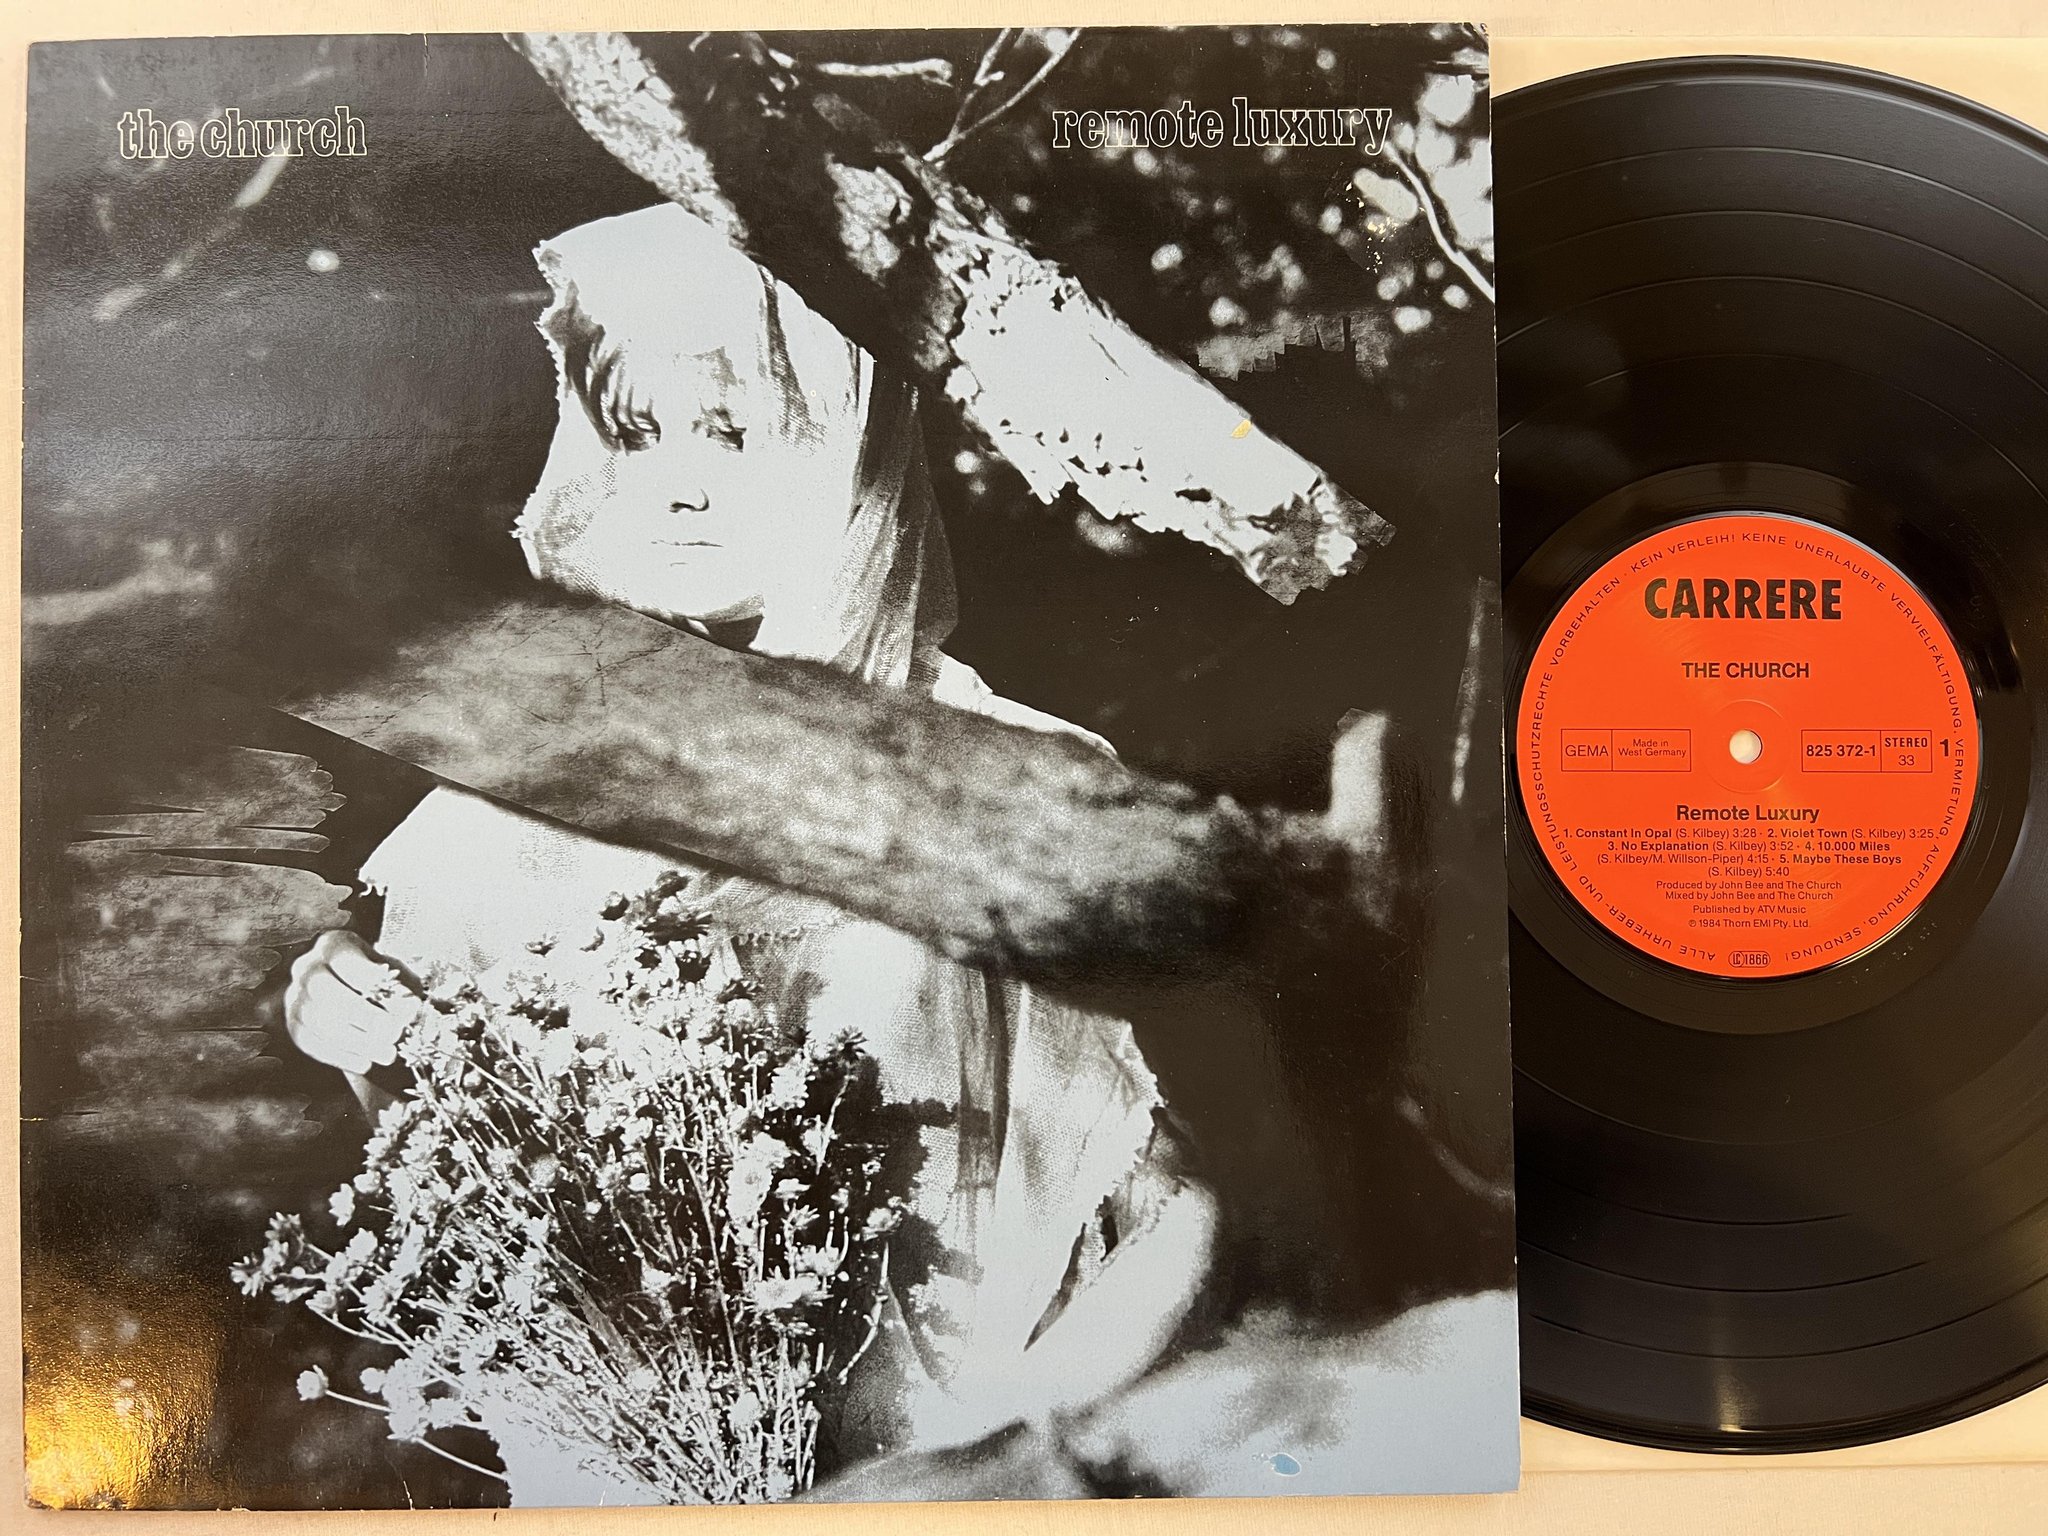 the church
remote luxury
ALLE URHEBER- UND LEISTUNGSSCHUTZRECHTE VORBEHALTEN · KEIN VERLEIH! KEINE UNERLAUBTE VERVIELFÄLTIGUNG, VERMIETUNG, AUFFÜHRUNG, SENDUNG!
CARRERE
THE CHURCH
GEMA
Made in
West Germany
825 372-1
STEREO
33
1
Remote Luxury
1. Constant In Opal (S. Kilbey) 3:28 · 2. Violet Town (S. Kilbey) 3:25
3. No Explanation (S. Kilbey) 3:52 · 4. 10.000 Miles
(S. Kilbey/M. Willson-Piper) 4:15 · 5. Maybe These Boys
(S. Kilbey) 5:40
Produced by John Bee and The Church
Mixed by John Bee and The Church
Published by ATV Music
℗ 1984 Thorn EMI Pty. Ltd.
LC 1866